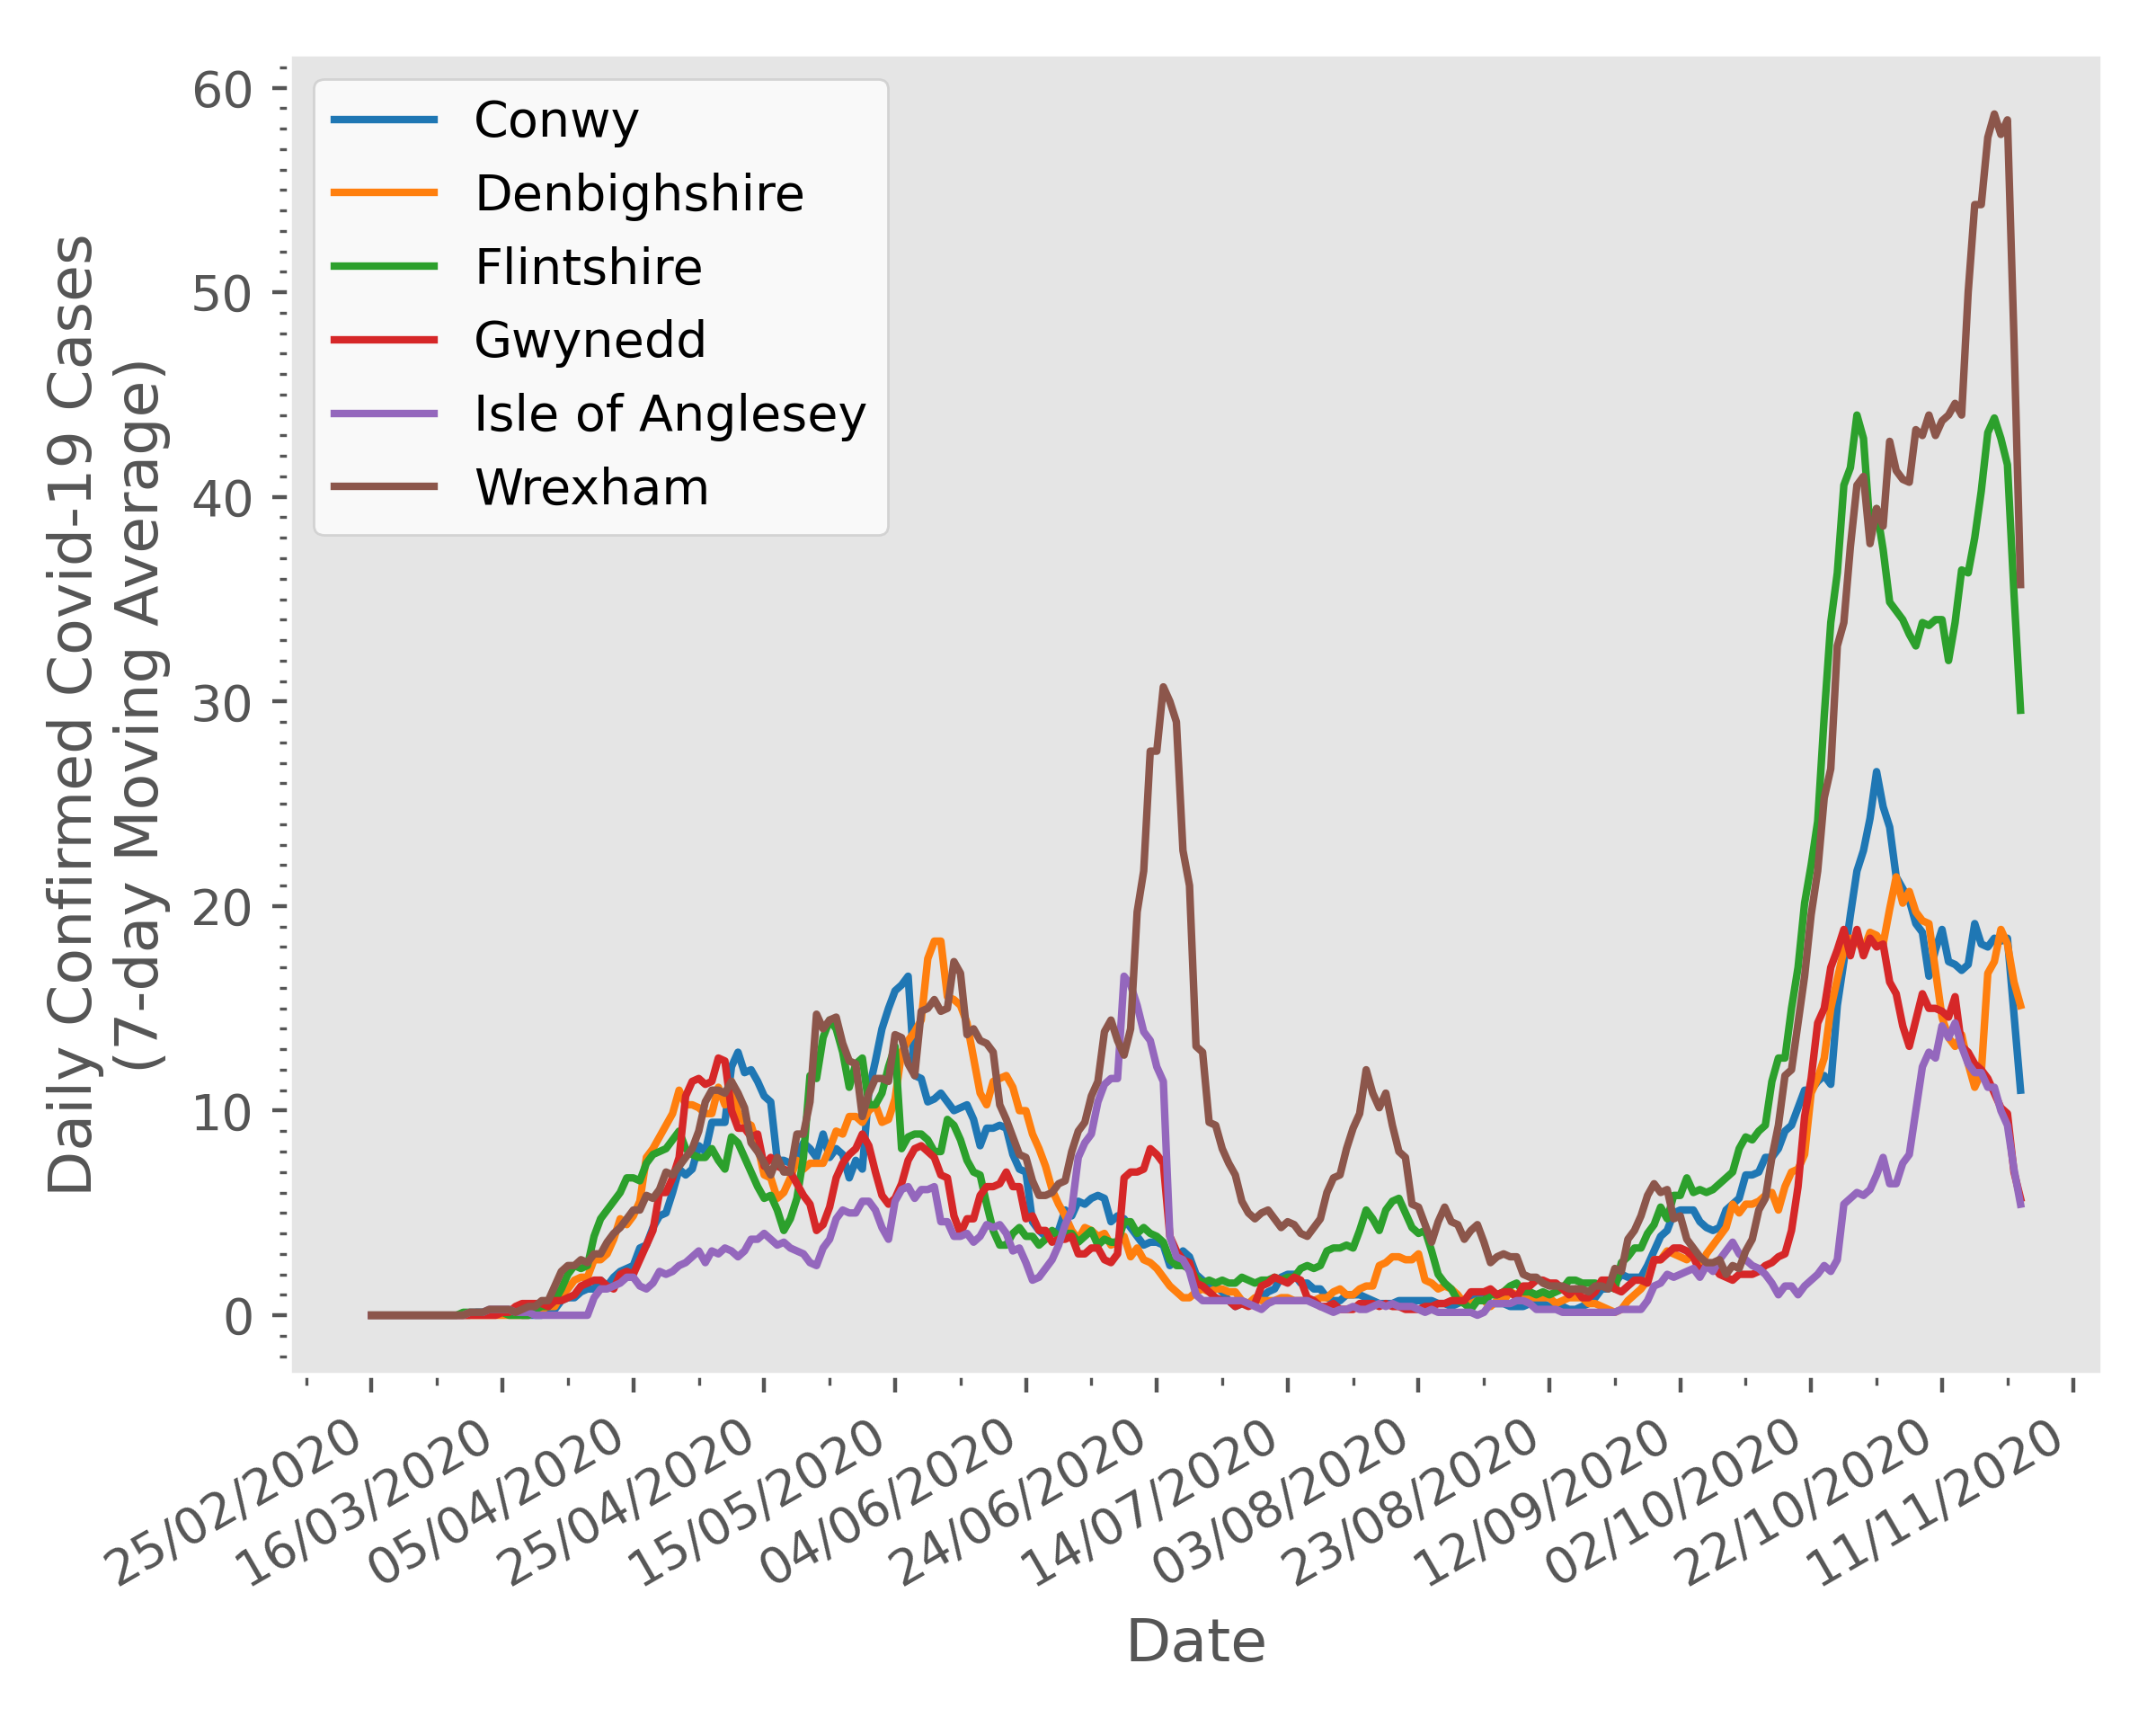 Conwy
Denbighshire
Flintshire
Gwynedd
Isle of Anglesey
Wrexham
Daily Confirmed Covid-19 Cases
(7-day Moving Average)
60
50
40
30
20
10
0
25/02/2020
16/03/2020
05/04/2020
25/04/2020
15/05/2020
04/06/2020
24/06/2020
14/07/2020
03/08/2020
23/08/2020
12/09/2020
02/10/2020
22/10/2020
11/11/2020
Date